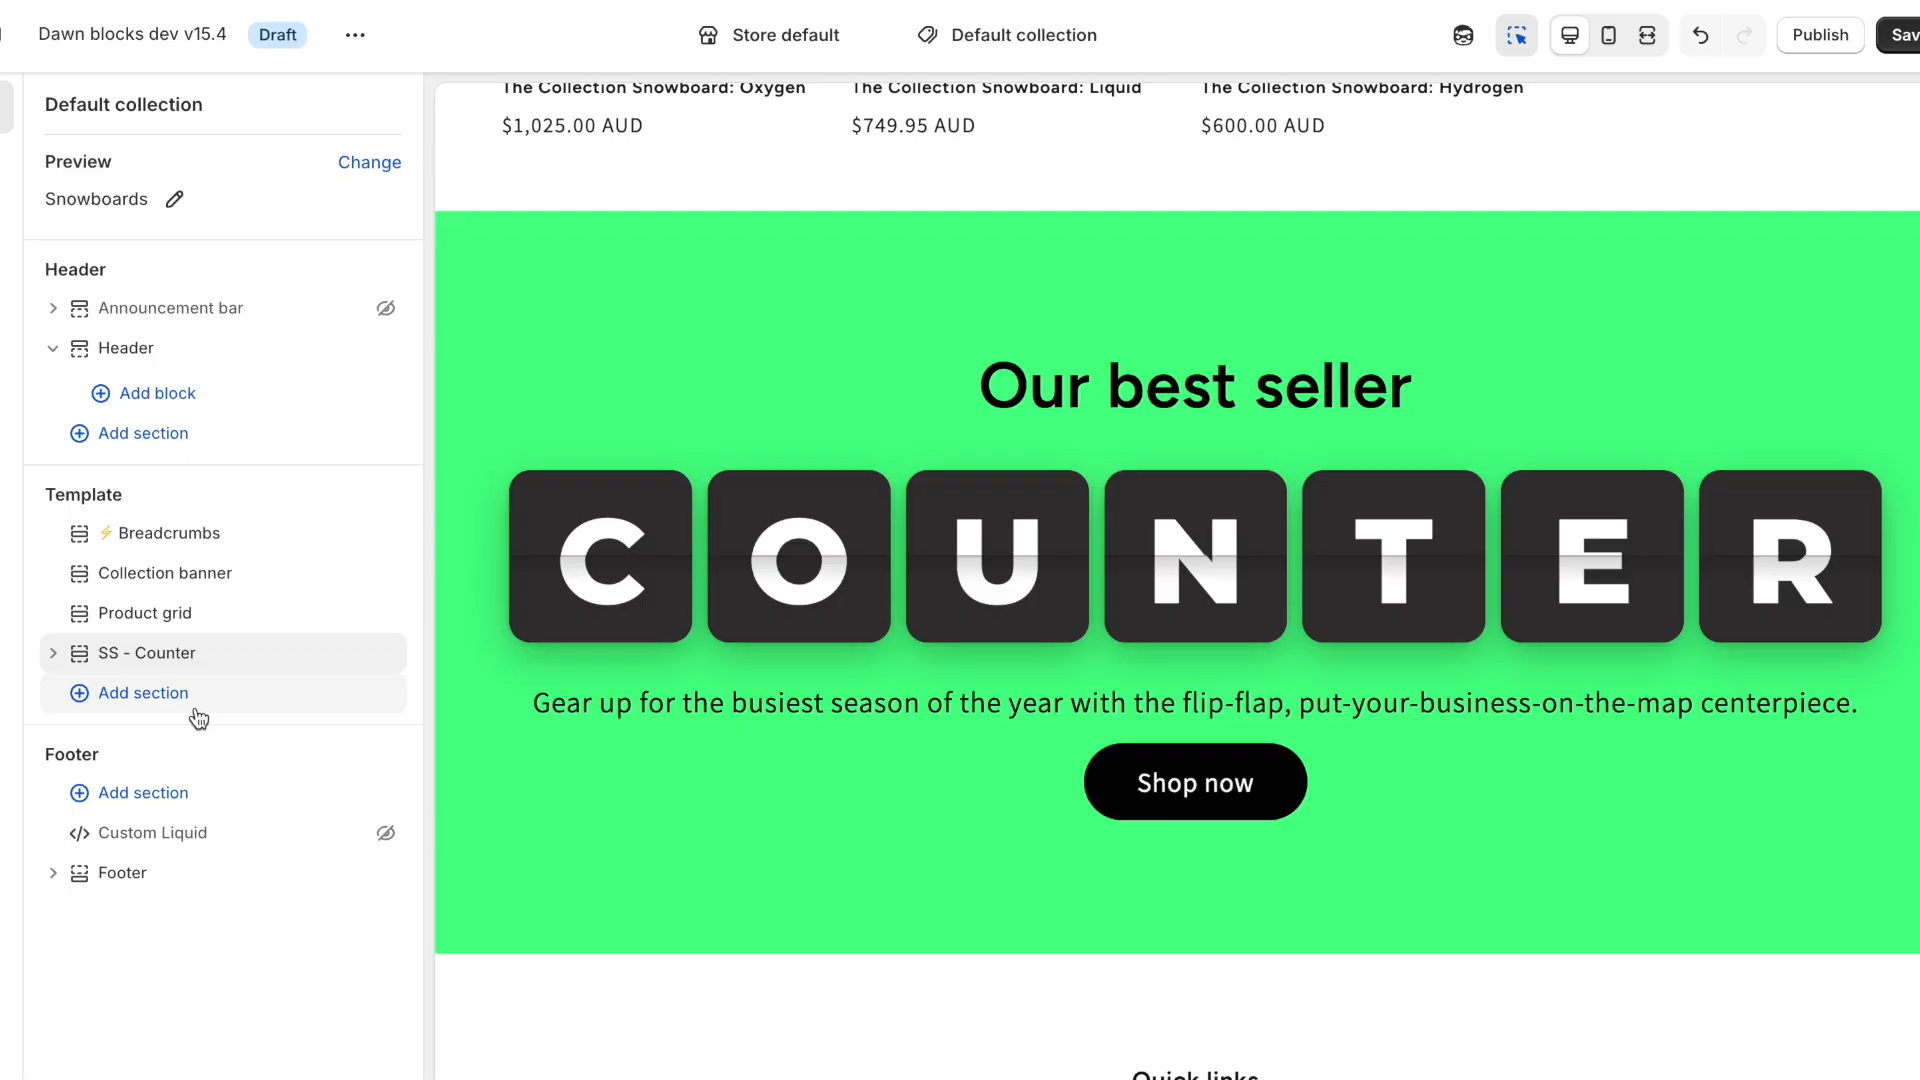 Dawn blocks dev v15.4
Draft
Store default
Default collection
Publish
Sav
Default collection
Preview
Change
Snowboards
Header
Announcement bar
Header
Add block
Add section
Template
⚡ Breadcrumbs
Collection banner
Product grid
SS - Counter
Add section
Footer
Add section
Custom Liquid
Footer
The Collection Snowboard: Oxygen
The Collection Snowboard: Liquid
The Collection Snowboard: Hydrogen
$1,025.00 AUD
$749.95 AUD
$600.00 AUD
Our best seller
COUNTER
Gear up for the busiest season of the year with the flip-flap, put-your-business-on-the-map centerpiece.
Shop now
Quick links